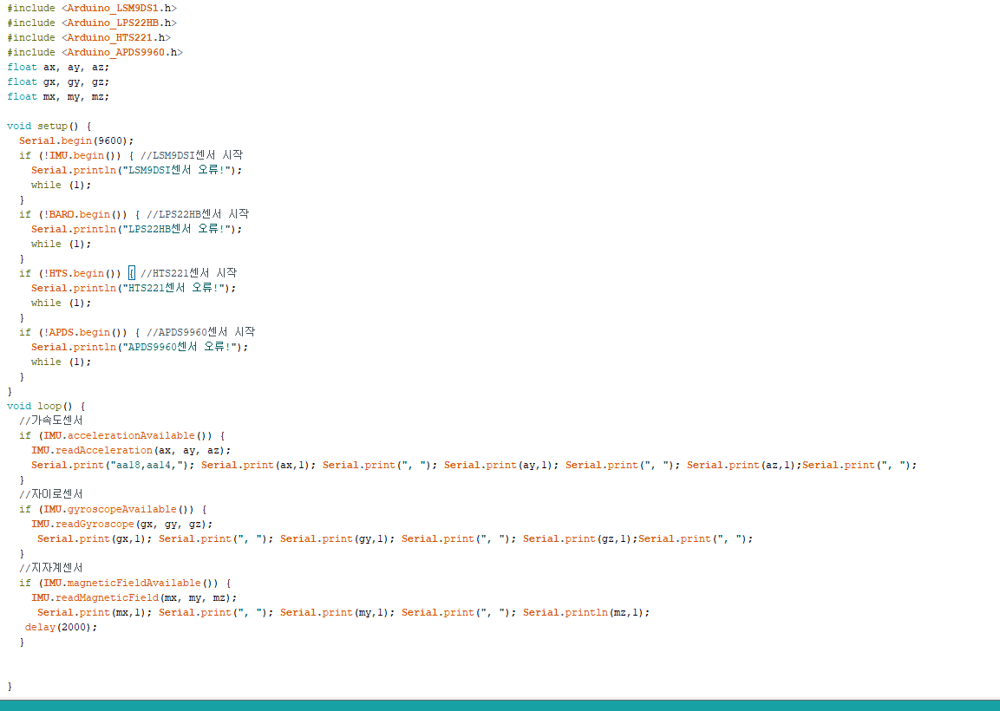 #include <Arduino_LSM9DS1.h>
#include <Arduino_LPS22HB.h>
#include <Arduino_HTS221.h>
#include <Arduino_APDS9960.h>
float ax, ay, az;
float gx, gy, gz;
float mx, my, mz;
void setup() {
Serial.begin(9600);
if (!IMU.begin()) { //LSM9DSI센서 시작
Serial.println("LSM9DSI센서 오류!");
while (1);
}
if (!BARO.begin()) { //LPS22HB센서 시작
Serial.println("LPS22HB센서 오류!");
while (1);
}
if (!HTS.begin()) { //HTS221센서 시작
Serial.println("HTS221센서 오류!");
while (1);
}
if (!APDS.begin()) { //APDS9960센서 시작
Serial.println("APDS9960센서 오류!");
while (1);
}
}
void loop() {
//가속도센서
if (IMU.accelerationAvailable()) {
IMU.readAcceleration(ax, ay, az);
Serial.print("aa18,aa14,"); Serial.print(ax,1); Serial.print(", "); Serial.print(ay,1); Serial.print(", "); Serial.print(az,1);Serial.print(", ");
}
//자이로센서
if (IMU.gyroscopeAvailable()) {
IMU.readGyroscope(gx, gy, gz);
Serial.print(gx,1); Serial.print(", "); Serial.print(gy,1); Serial.print(", "); Serial.print(gz,1);Serial.print(", ");
}
//지자계센서
if (IMU.magneticFieldAvailable()) {
IMU.readMagneticField(mx, my, mz);
Serial.print(mx,1); Serial.print(", "); Serial.print(my,1); Serial.print(", "); Serial.println(mz,1);
delay(2000);
}
}